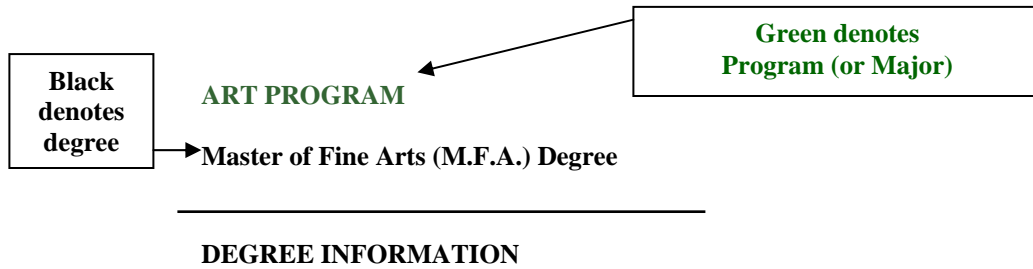 Green denotes
Program (or Major)
Black
denotes
degree
ART PROGRAM
Master of Fine Arts (M.F.A.) Degree
DEGREE INFORMATION